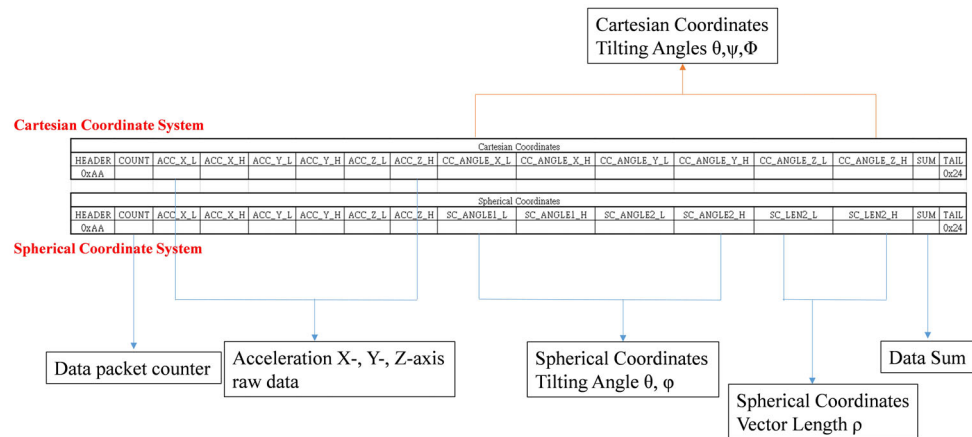 Cartesian Coordinates
Tilting Angles θ,ψ,Φ
Cartesian Coordinate System
Cartesian Coordinates
HEADER COUNT ACC_X_L ACC_X_H ACC_Y_L ACC_Y_H ACC_Z_L ACC_Z_H CC_ANGLE_X_L CC_ANGLE_X_H CC_ANGLE_Y_L CC_ANGLE_Y_H CC_ANGLE_Z_L CC_ANGLE_Z_H SUM TAIL
0xAA 0x24
Spherical Coordinates
HEADER COUNT ACC_X_L ACC_X_H ACC_Y_L ACC_Y_H ACC_Z_L ACC_Z_H SC_ANGLE1_L SC_ANGLE1_H SC_ANGLE2_L SC_ANGLE2_H SC_LEN2_L SC_LEN2_H SUM TAIL
0xAA 0x24
Spherical Coordinate System
Data packet counter
Acceleration X-, Y-, Z-axis
raw data
Spherical Coordinates
Tilting Angle θ, φ
Data Sum
Spherical Coordinates
Vector Length ρ